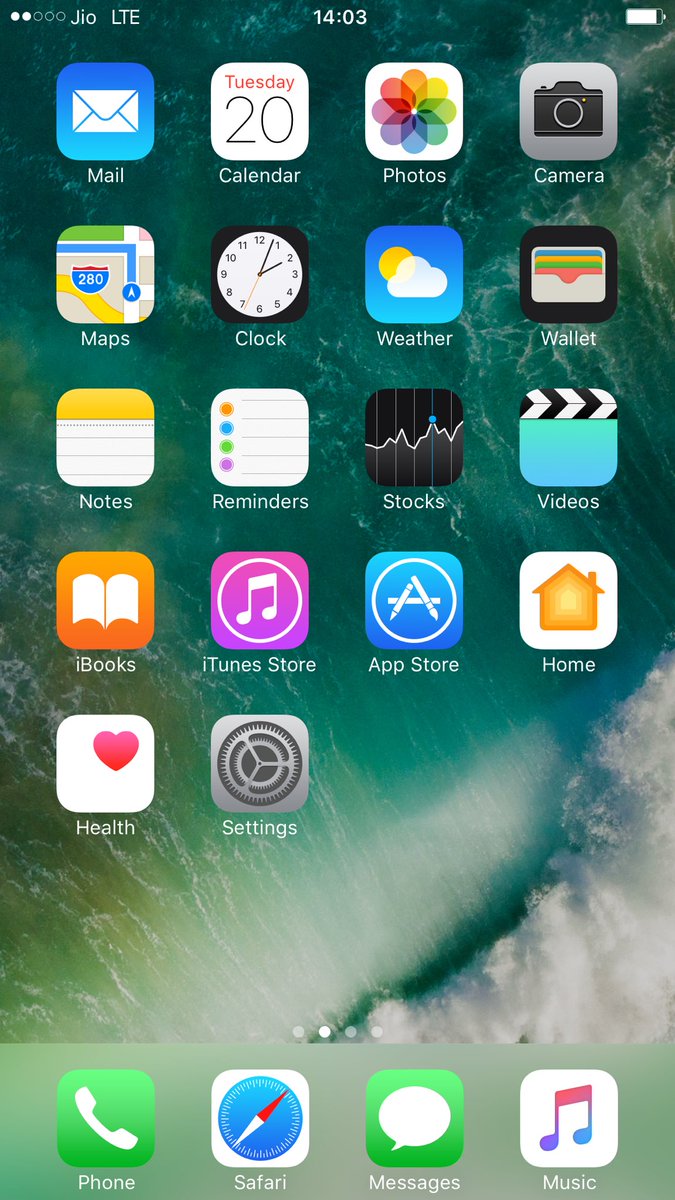 Jio LTE 14:03
Tuesday
20
Mail Calendar Photos Camera
280
12
1
2
3
4
5
6
7
8
9
10
11
Maps Clock Weather Wallet
Notes Reminders Stocks Videos
iBooks iTunes Store App Store Home
Health Settings
Phone Safari Messages Music